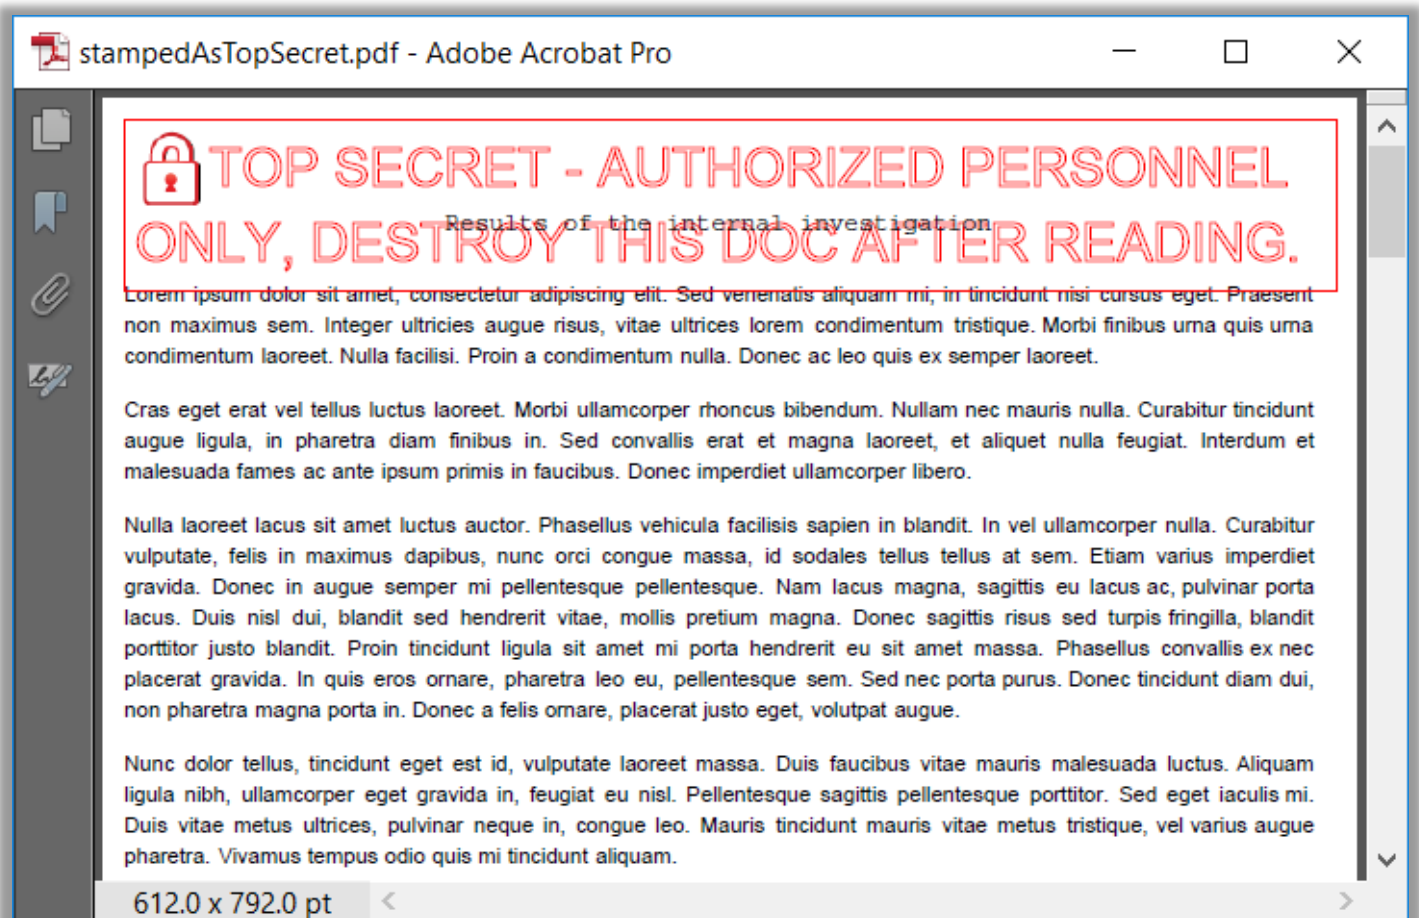 stampedAsTopSecret.pdf - Adobe Acrobat Pro
TOP SECRET - AUTHORIZED PERSONNEL
Results of the internal investigation
ONLY, DESTROY THIS DOC AFTER READING.
Lorem ipsum dolor sit amet, consectetur adipiscing elit. Sed venenatis aliquam mi, in tincidunt nisi cursus eget. Praesent
non maximus sem. Integer ultricies augue risus, vitae ultrices lorem condimentum tristique. Morbi finibus urna quis urna
condimentum laoreet. Nulla facilisi. Proin a condimentum nulla. Donec ac leo quis ex semper laoreet.
Cras eget erat vel tellus luctus laoreet. Morbi ullamcorper rhoncus bibendum. Nullam nec mauris nulla. Curabitur tincidunt
augue ligula, in pharetra diam finibus in. Sed convallis erat et magna laoreet, et aliquet nulla feugiat. Interdum et
malesuada fames ac ante ipsum primis in faucibus. Donec imperdiet ullamcorper libero.
Nulla laoreet lacus sit amet luctus auctor. Phasellus vehicula facilisis sapien in blandit. In vel ullamcorper nulla. Curabitur
vulputate, felis in maximus dapibus, nunc orci congue massa, id sodales tellus tellus at sem. Etiam varius imperdiet
gravida. Donec in augue semper mi pellentesque pellentesque. Nam lacus magna, sagittis eu lacus ac, pulvinar porta
lacus. Duis nisl dui, blandit sed hendrerit vitae, mollis pretium magna. Donec sagittis risus sed turpis fringilla, blandit
porttitor justo blandit. Proin tincidunt ligula sit amet mi porta hendrerit eu sit amet massa. Phasellus convallis ex nec
placerat gravida. In quis eros ornare, pharetra leo eu, pellentesque sem. Sed nec porta purus. Donec tincidunt diam dui,
non pharetra magna porta in. Donec a felis ornare, placerat justo eget, volutpat augue.
Nunc dolor tellus, tincidunt eget est id, vulputate laoreet massa. Duis faucibus vitae mauris malesuada luctus. Aliquam
ligula nibh, ullamcorper eget gravida in, feugiat eu nisl. Pellentesque sagittis pellentesque porttitor. Sed eget iaculis mi.
Duis vitae metus ultrices, pulvinar neque in, congue leo. Mauris tincidunt mauris vitae metus tristique, vel varius augue
pharetra. Vivamus tempus odio quis mi tincidunt aliquam.
612.0 x 792.0 pt